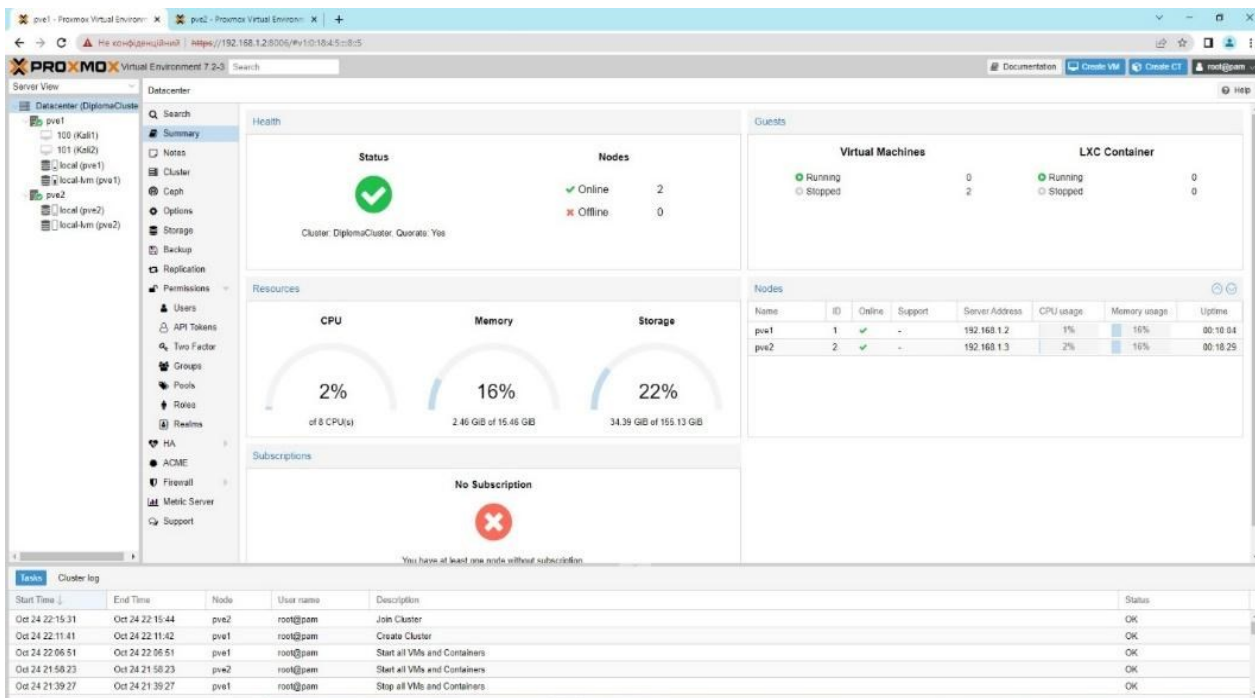 pve1 - Proxmox Virtual Environm
pve2 - Proxmox Virtual Environm
Не конфіденційний
https://192.168.1.2:8006/#v1:0:18:4:5:::8::5
PROXMOX Virtual Environment 7.2-3 Search
Documentation Create VM Create CT root@pam
Server View
Datacenter (DiplomaCluste
pve1
100 (Kali1)
101 (Kali2)
local (pve1)
local-lvm (pve1)
pve2
local (pve2)
local-lvm (pve2)
Datacenter
Help
Search
Summary
Notes
Cluster
Ceph
Options
Storage
Backup
Replication
Permissions
Users
API Tokens
Two Factor
Groups
Pools
Roles
Realms
HA
ACME
Firewall
Metric Server
Support
Health
Status
Cluster: DiplomaCluster, Quorate: Yes
Nodes
Online 2
Offline 0
Guests
Virtual Machines
Running 0
Stopped 2
LXC Container
Running 0
Stopped 0
Resources
CPU
2%
of 8 CPU(s)
Memory
16%
2.46 GiB of 15.46 GiB
Storage
22%
34.39 GiB of 155.13 GiB
Nodes
Name ID Online Support Server Address CPU usage Memory usage Uptime
pve1 1 - 192.168.1.2 1% 16% 00:10:04
pve2 2 - 192.168.1.3 2% 16% 00:18:29
Subscriptions
No Subscription
You have at least one node without subscription.
Tasks Cluster log
Start Time End Time Node User name Description Status
Oct 24 22:15:31 Oct 24 22:15:44 pve2 root@pam Join Cluster OK
Oct 24 22:11:41 Oct 24 22:11:42 pve1 root@pam Create Cluster OK
Oct 24 22:06:51 Oct 24 22:06:51 pve1 root@pam Start all VMs and Containers OK
Oct 24 21:58:23 Oct 24 21:58:23 pve2 root@pam Start all VMs and Containers OK
Oct 24 21:39:27 Oct 24 21:39:27 pve1 root@pam Stop all VMs and Containers OK